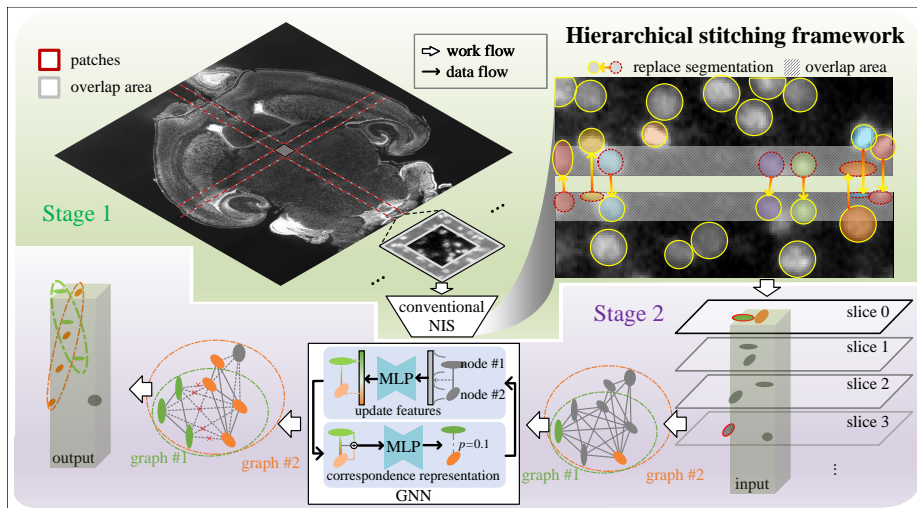 Hierarchical stitching framework
patches
overlap area
work flow
data flow
replace segmentation
overlap area
Stage 1
conventional
NIS
Stage 2
slice 0
slice 1
slice 2
slice 3
input
graph #1
graph #2
node #1
MLP
node #2
update features
MLP
p=0.1
correspondence representation
GNN
graph #1
graph #2
output